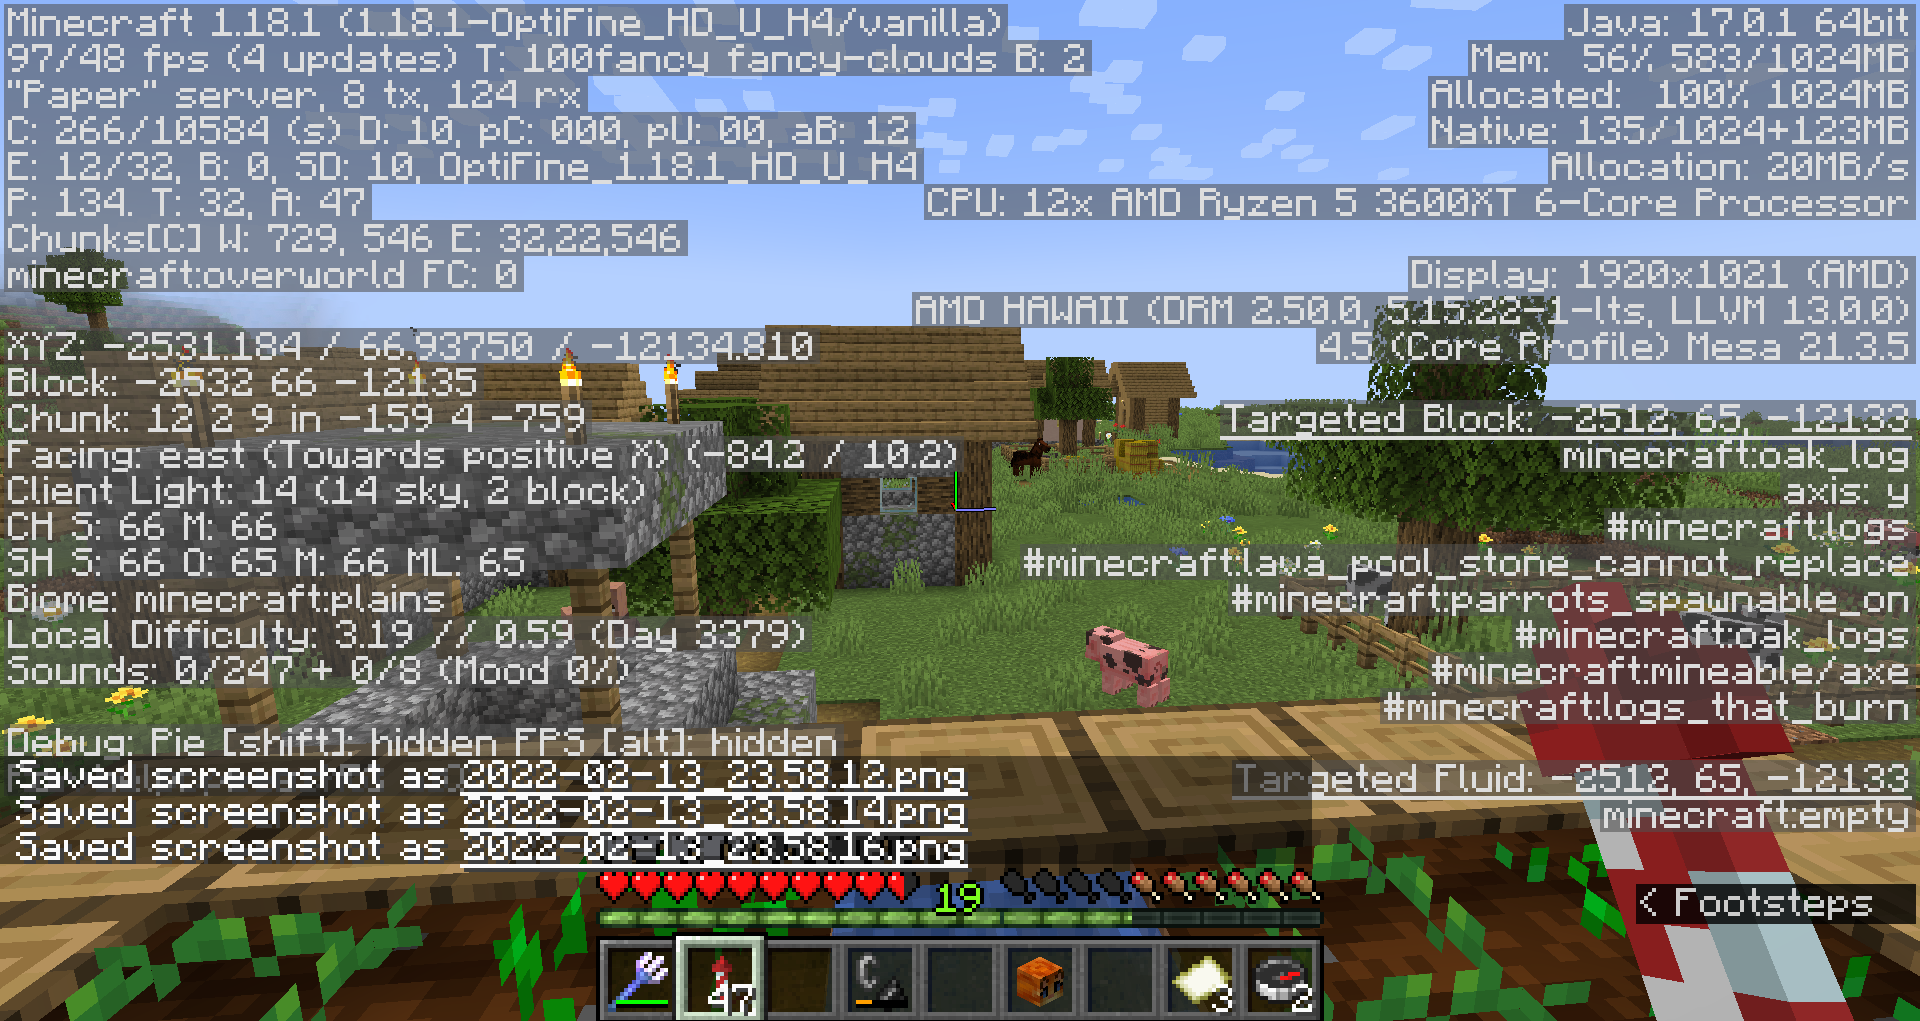 Minecraft 1.18.1 (1.18.1-OptiFine_HD_U_H4/vanilla)
97/48 fps (4 updates) T: 100fancy fancy-clouds B: 2
"Paper" server, 8 tx, 124 rx
C: 266/10584 (s) D: 10, pC: 000, pU: 00, aB: 12
E: 12/32, B: 0, SD: 10, OptiFine_1.18.1_HD_U_H4
P: 134. T: 32, A: 47
Chunks[C] W: 729, 546 E: 32,22,546
minecraft:overworld FC: 0
XYZ: -2531.184 / 66.93750 / -12134.810
Block: -2532 66 -12135
Chunk: 12 2 9 in -159 4 -759
Facing: east (Towards positive X) (-84.2 / 10.2)
Client Light: 14 (14 sky, 2 block)
CH S: 66 M: 66
SH S: 66 O: 65 M: 66 ML: 65
Biome: minecraft:plains
Local Difficulty: 3.19 // 0.59 (Day 3379)
Sounds: 0/247 + 0/8 (Mood 0%)
Debug: Pie [shift]: hidden FPS [alt]: hidden
Saved screenshot as 2022-02-13_23.58.12.png
Saved screenshot as 2022-02-13_23.58.14.png
Saved screenshot as 2022-02-13_23.58.16.png
Java: 17.0.1 64bit
Mem: 56% 583/1024MB
Allocated: 100% 1024MB
Native: 135/1024+123MB
Allocation: 20MB/s
CPU: 12x AMD Ryzen 5 3600XT 6-Core Processor
Display: 1920x1021 (AMD)
AMD HAWAII (DRM 2.50.0, 5.15.22-1-lts, LLVM 13.0.0)
4.5 (Core Profile) Mesa 21.3.5
Targeted Block: -2512, 65, -12133
minecraft:oak_log
axis: y
#minecraft:logs
#minecraft:lava_pool_stone_cannot_replace
#minecraft:parrots_spawnable_on
#minecraft:oak_logs
#minecraft:mineable/axe
#minecraft:logs_that_burn
Targeted Fluid: -2512, 65, -12133
minecraft:empty
< Footsteps
19
47
3
2